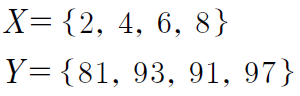 X= {2, 4, 6, 8}
Y= {81, 93, 91, 97}